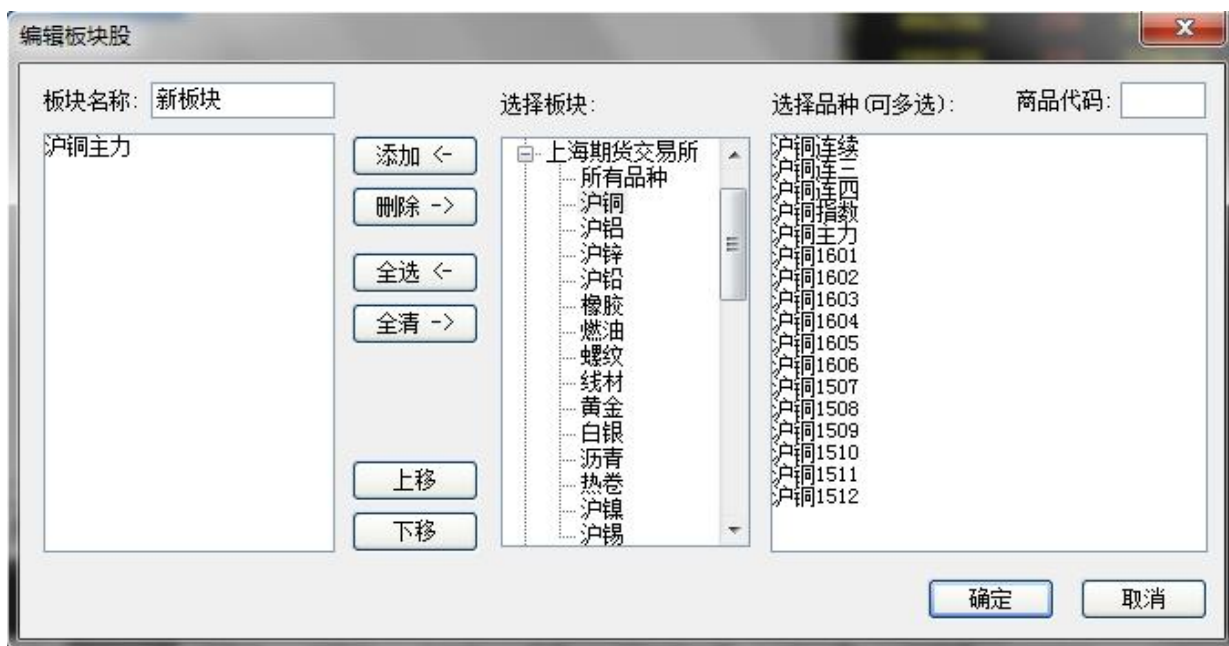 编辑板块股
板块名称: 新板块
选择板块:
选择品种(可多选):
商品代码:
沪铜主力
添加 <-
删除 ->
全选 <-
全清 ->
上移
下移
上海期货交易所
所有品种
沪铜
沪铝
沪锌
沪铅
橡胶
燃油
螺纹
线材
黄金
白银
沥青
热卷
沪镍
沪锡
沪铜连续
沪铜连三
沪铜连四
沪铜指数
沪铜主力
沪铜1601
沪铜1602
沪铜1603
沪铜1604
沪铜1605
沪铜1606
沪铜1507
沪铜1508
沪铜1509
沪铜1510
沪铜1511
沪铜1512
确定
取消